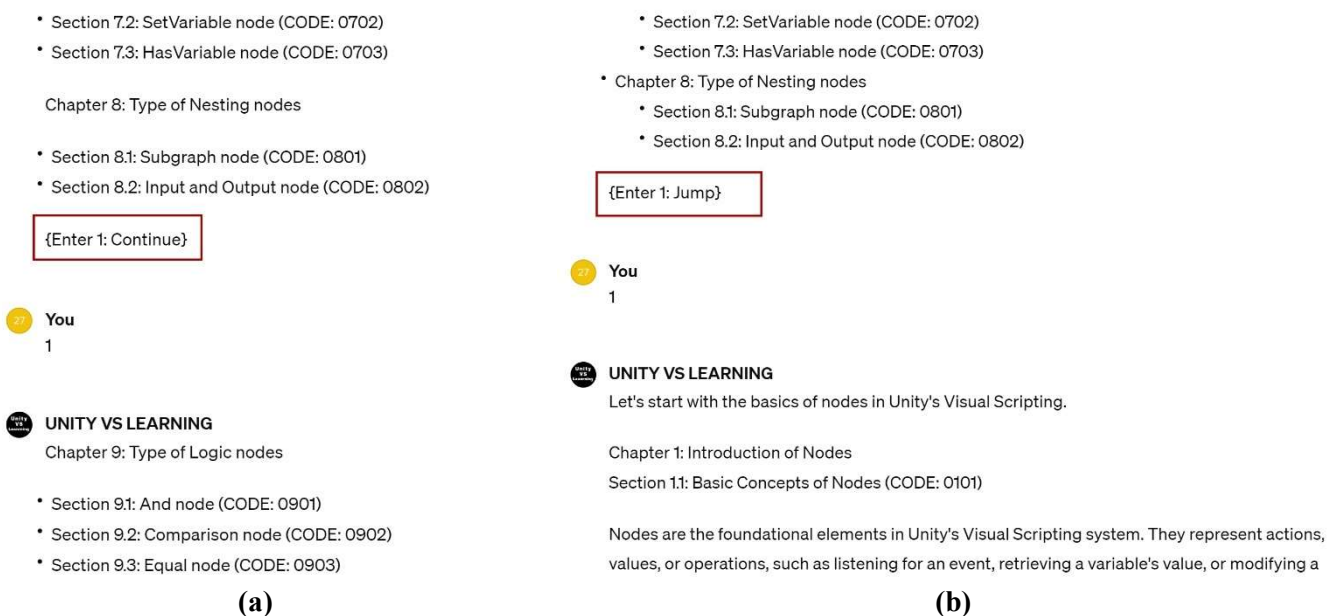 • Section 7.2: SetVariable node (CODE: 0702)
• Section 7.3: HasVariable node (CODE: 0703)
Chapter 8: Type of Nesting nodes
• Section 8.1: Subgraph node (CODE: 0801)
• Section 8.2: Input and Output node (CODE: 0802)
{Enter 1: Continue}
27 You
1
Unity VS Learning
UNITY VS LEARNING
Chapter 9: Type of Logic nodes
• Section 9.1: And node (CODE: 0901)
• Section 9.2: Comparison node (CODE: 0902)
• Section 9.3: Equal node (CODE: 0903)
(a)
• Section 7.2: SetVariable node (CODE: 0702)
• Section 7.3: HasVariable node (CODE: 0703)
• Chapter 8: Type of Nesting nodes
• Section 8.1: Subgraph node (CODE: 0801)
• Section 8.2: Input and Output node (CODE: 0802)
{Enter 1: Jump}
27 You
1
Unity VS Learning
UNITY VS LEARNING
Let's start with the basics of nodes in Unity's Visual Scripting.
Chapter 1: Introduction of Nodes
Section 1.1: Basic Concepts of Nodes (CODE: 0101)
Nodes are the foundational elements in Unity's Visual Scripting system. They represent actions,
values, or operations, such as listening for an event, retrieving a variable's value, or modifying a
(b)